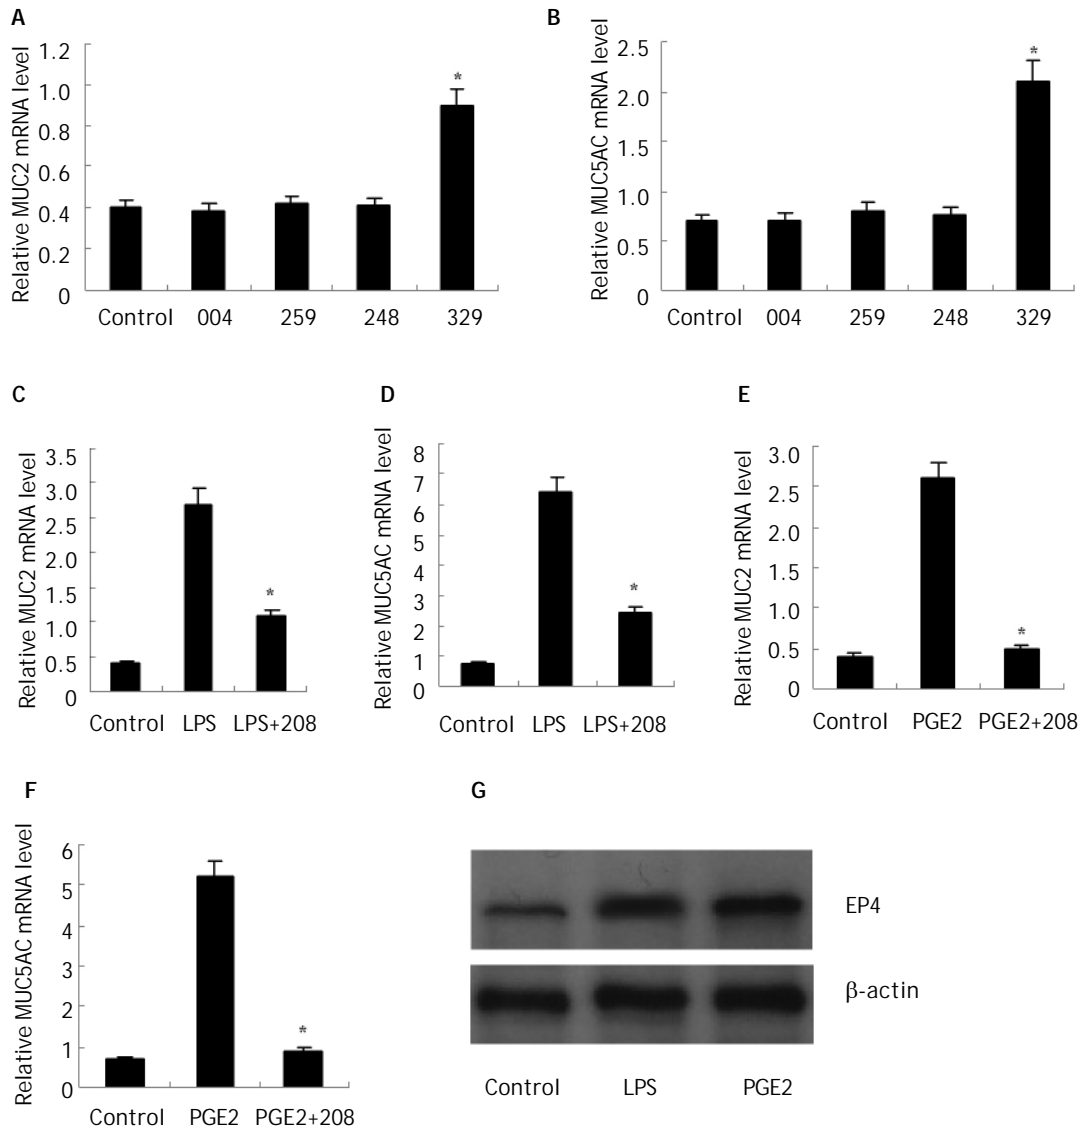 A
Relative MUC2 mRNA level
1.2
1.0
0.8
0.6
0.4
0.2
0
*
Control 004 259 248 329
B
Relative MUC5AC mRNA level
2.5
2.0
1.5
1.0
0.5
0
*
Control 004 259 248 329
C
Relative MUC2 mRNA level
3.5
3.0
2.5
2.0
1.5
1.0
0.5
0
*
Control LPS LPS+208
D
Relative MUC5AC mRNA level
8
7
6
5
4
3
2
1
0
*
Control LPS LPS+208
E
Relative MUC2 mRNA level
3.0
2.5
2.0
1.5
1.0
0.5
0
*
Control PGE2 PGE2+208
F
Relative MUC5AC mRNA level
6
5
4
3
2
1
0
*
Control PGE2 PGE2+208
G
EP4
β-actin
Control LPS PGE2